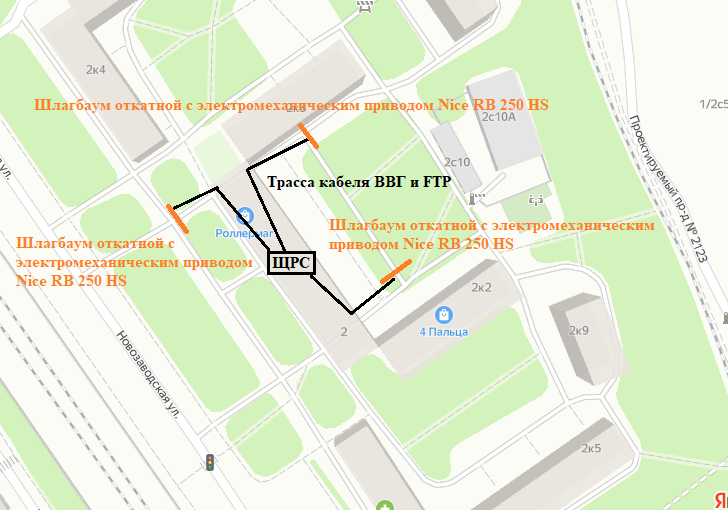 2к4
Шлагбаум откатной с электромеханическим приводом Nice RB 250 HS
1/2с5
2с10А
Проектируемый пр-д № 2123
2с10
Трасса кабеля ВВГ и FTP
Роллермаг
Шлагбаум откатной с электромеханическим
приводом Nice RB 250 HS
Шлагбаум откатной с
электромеханическим приводом
Nice RB 250 HS
ЩРС
2к2
4 Пальца
2
2к9
Новозаводская ул.
2к5